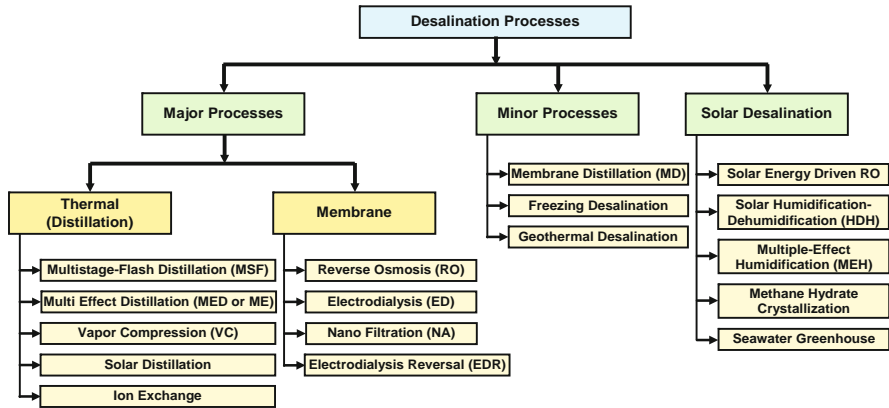 Desalination Processes
Major Processes
Minor Processes
Solar Desalination
Thermal
(Distillation)
Membrane
Multistage-Flash Distillation (MSF)
Multi Effect Distillation (MED or ME)
Vapor Compression (VC)
Solar Distillation
Ion Exchange
Reverse Osmosis (RO)
Electrodialysis (ED)
Nano Filtration (NA)
Electrodialysis Reversal (EDR)
Membrane Distillation (MD)
Freezing Desalination
Geothermal Desalination
Solar Energy Driven RO
Solar Humidification-
Dehumidification (HDH)
Multiple-Effect
Humidification (MEH)
Methane Hydrate
Crystallization
Seawater Greenhouse